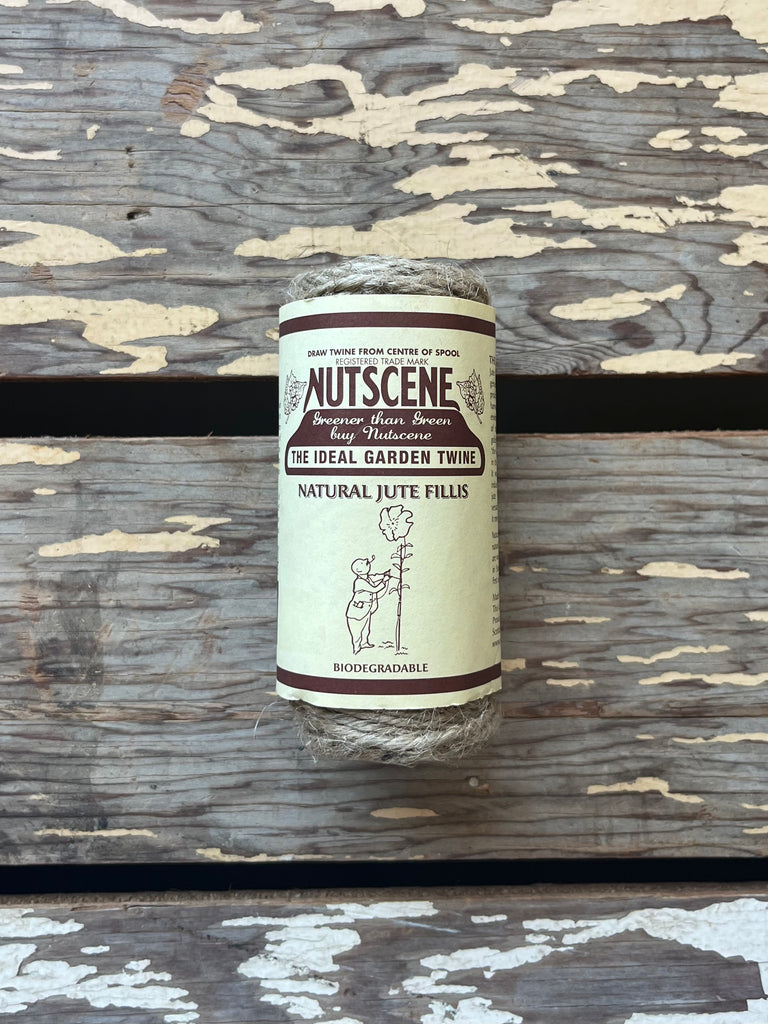 DRAW TWINE FROM CENTRE OF SPOOL
REGISTERED TRADE MARK
NUTSCENE
Greener than Green
buy Nutscene
THE IDEAL GARDEN TWINE
NATURAL JUTE FILLIS
BIODEGRADABLE